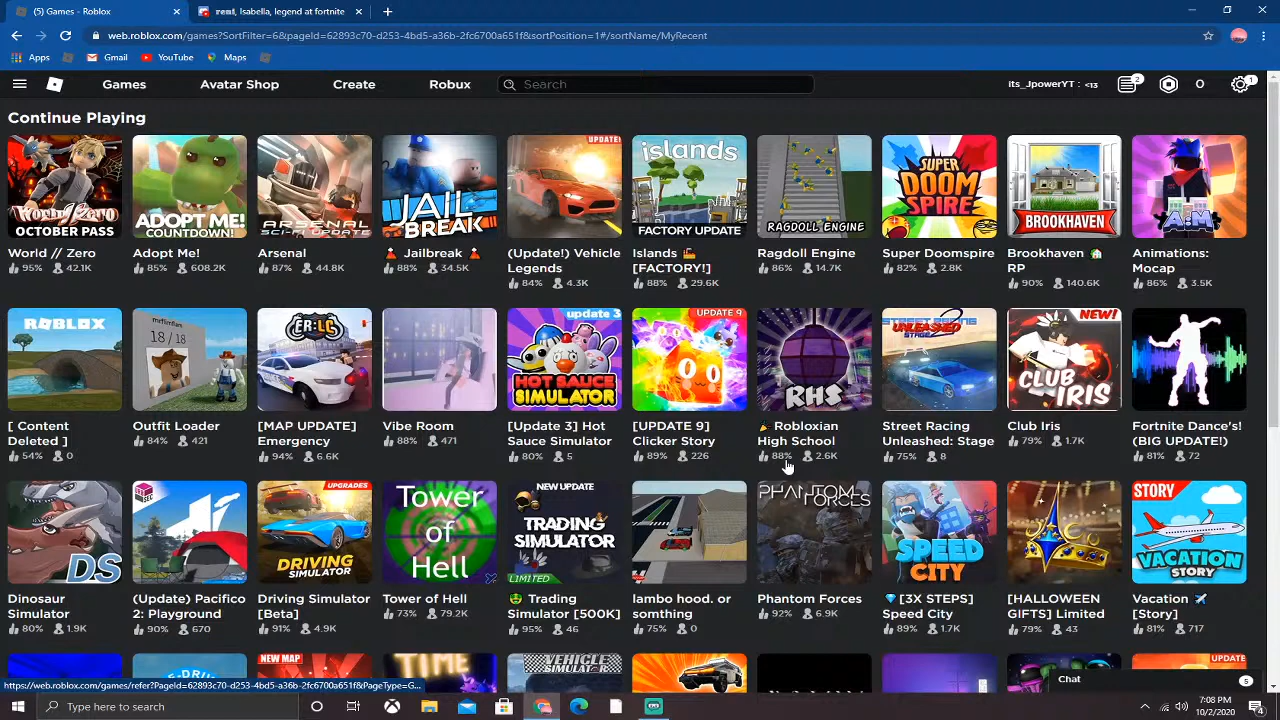 (5) Games - Roblox
remi, Isabella, legend at fortnite
web.roblox.com/games?SortFilter=6&pageId=62893c70-d253-4bd5-a36b-2fc6700a651f&sortPosition=1#/sortName/MyRecent
Apps Gmail YouTube Maps
Games Avatar Shop Create Robux Search its_JpowerYT : <13 2 0 1
Continue Playing
World // Zero OCTOBER PASS
ADOPT ME! COUNTDOWN!
ARSENAL SCI-FI UPDATE
JAIL BREAK
UPDATE!
islands FACTORY UPDATE
RAGDOLL ENGINE
SUPER DOOM SPIRE
BROOKHAVEN
A:M
World // Zero
Adopt Me!
Arsenal
Jailbreak
(Update!) Vehicle Legends
Islands [FACTORY!]
Ragdoll Engine
Super Doomspire
Brookhaven RP
Animations: Mocap
95% 42.1K
85% 608.2K
87% 44.8K
88% 34.5K
84% 4.3K
88% 29.6K
86% 14.7K
82% 2.8K
90% 140.6K
86% 3.5K
ROBLOX
mrflimflam 18 / 18
ER:LC
update 3 HOT SAUCE SIMULATOR
UPDATE 9
RHS
STREET RACING UNLEASHED STAGE 2
NEW! CLUB IRIS
[ Content Deleted ]
Outfit Loader
[MAP UPDATE] Emergency
Vibe Room
[Update 3] Hot Sauce Simulator
[UPDATE 9] Clicker Story
Robloxian High School
Street Racing Unleashed: Stage
Club Iris
Fortnite Dance's! (BIG UPDATE!)
54% 0
84% 421
94% 6.6K
88% 471
80% 5
89% 226
88% 2.6K
75% 8
79% 1.7K
81% 72
DS
UPGRADES DRIVING SIMULATOR
Tower of Hell
NEW UPDATE TRADING SIMULATOR LIMITED
PHANTOM FORCES
SPEED CITY
STORY VACATION STORY
Dinosaur Simulator
(Update) Pacifico 2: Playground
Driving Simulator [Beta]
Tower of Hell
Trading Simulator [500K]
lambo hood. or somthing
Phantom Forces
[3X STEPS] Speed City
[HALLOWEEN GIFTS] Limited
Vacation [Story]
80% 1.9K
90% 670
91% 4.9K
73% 79.2K
95% 46
75% 0
92% 6.9K
89% 1.7K
79% 43
81% 717
NEW MAP
TIME
VEHICLE SIMULATOR
UPDATE
https://web.roblox.com/games/refer?PageId=62893c70-d253-4bd5-a36b-2fc6700a651f&PageType=G...
Chat 5
Type here to search
7:08 PM
10/2/2020
4